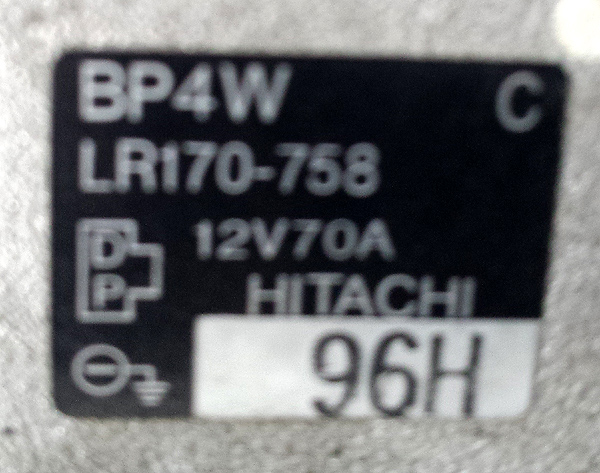 BP4W C
LR170-758
D 12V70A
P HITACHI
96H